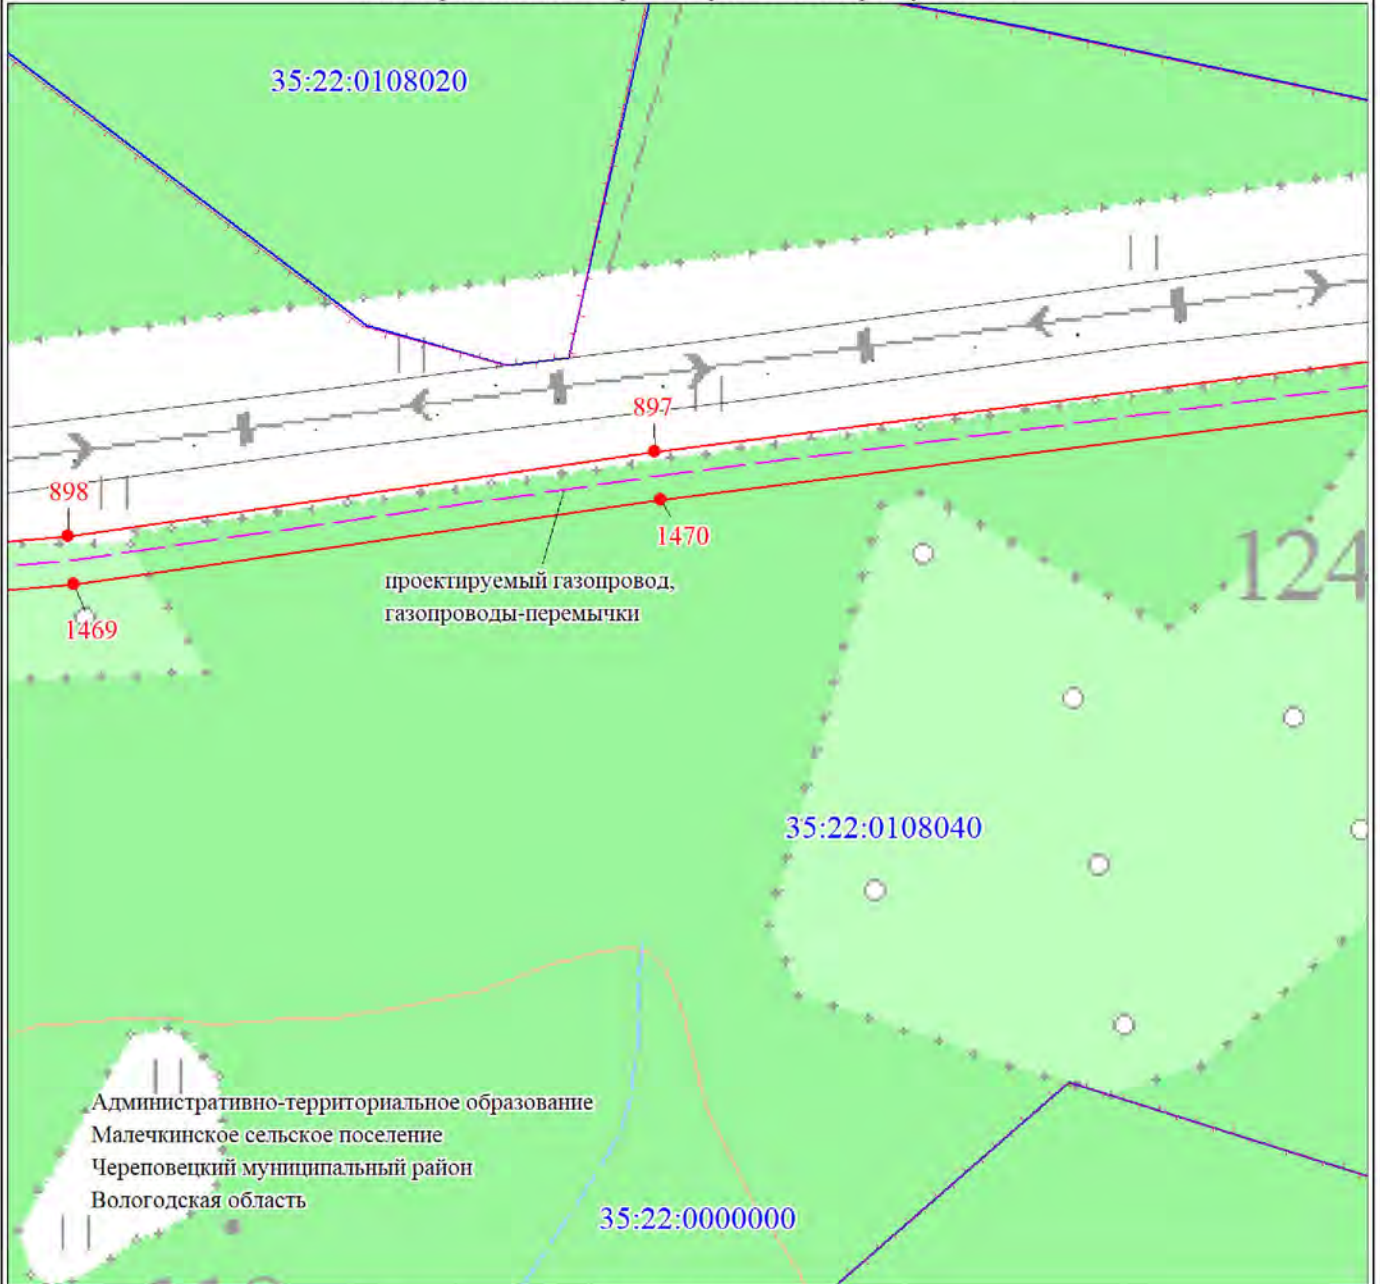 35:22:0108020
897
898
1470
124
проектируемый газопровод,
газопроводы-перемычки
1469
35:22:0108040
Административно-территориальное образование
Малечкинское сельское поселение
Череповецкий муниципальный район
Вологодская область
35:22:0000000